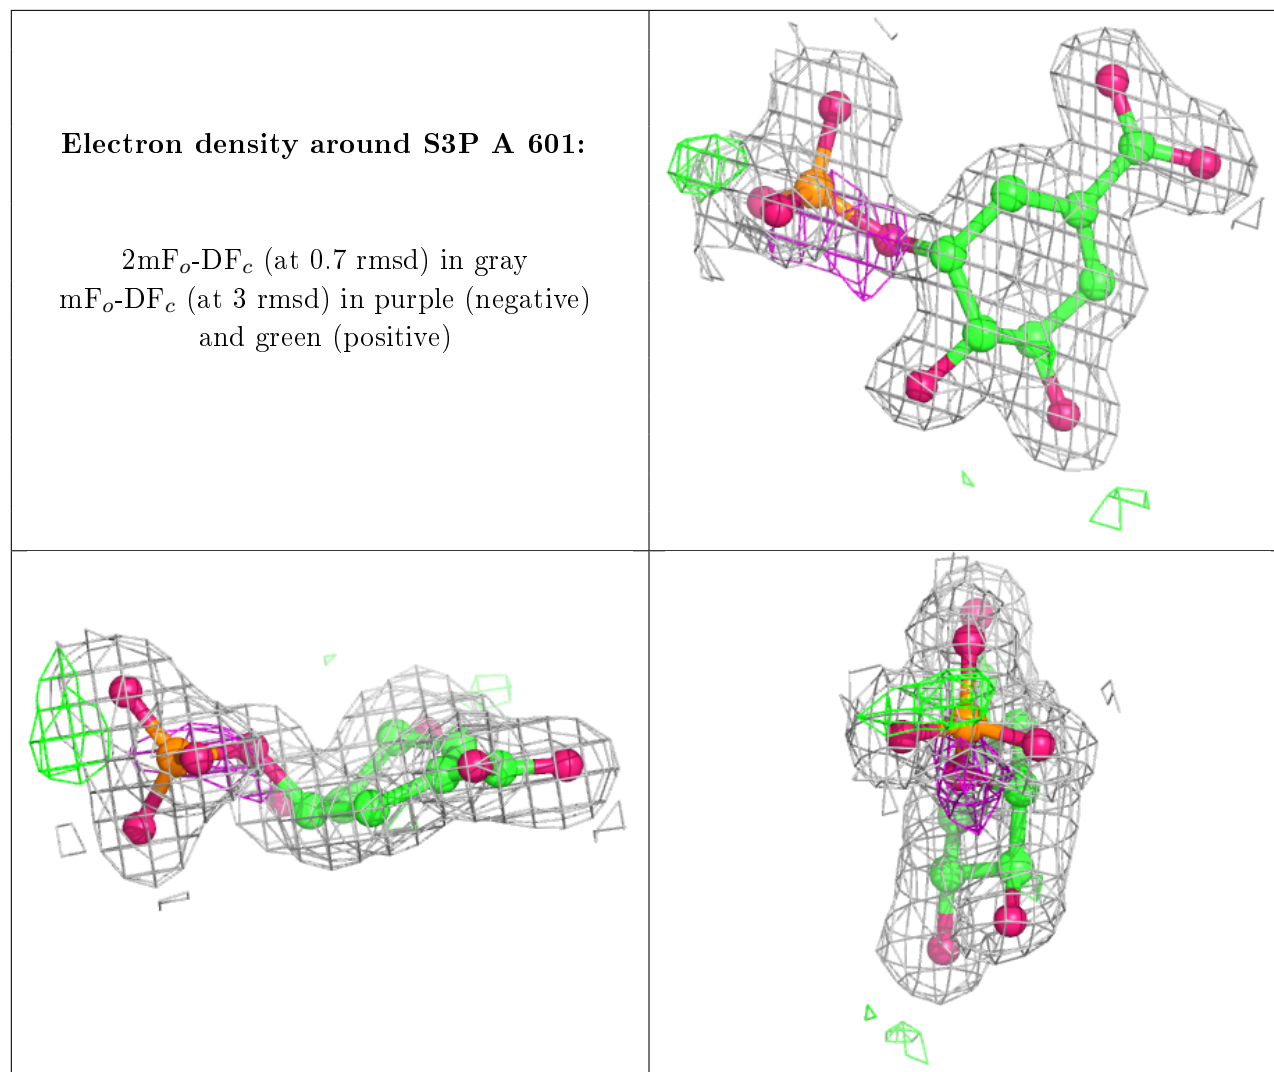 Electron density around S3P A 601:
2mFₒ-DF𝒸 (at 0.7 rmsd) in gray
mFₒ-DF𝒸 (at 3 rmsd) in purple (negative)
and green (positive)